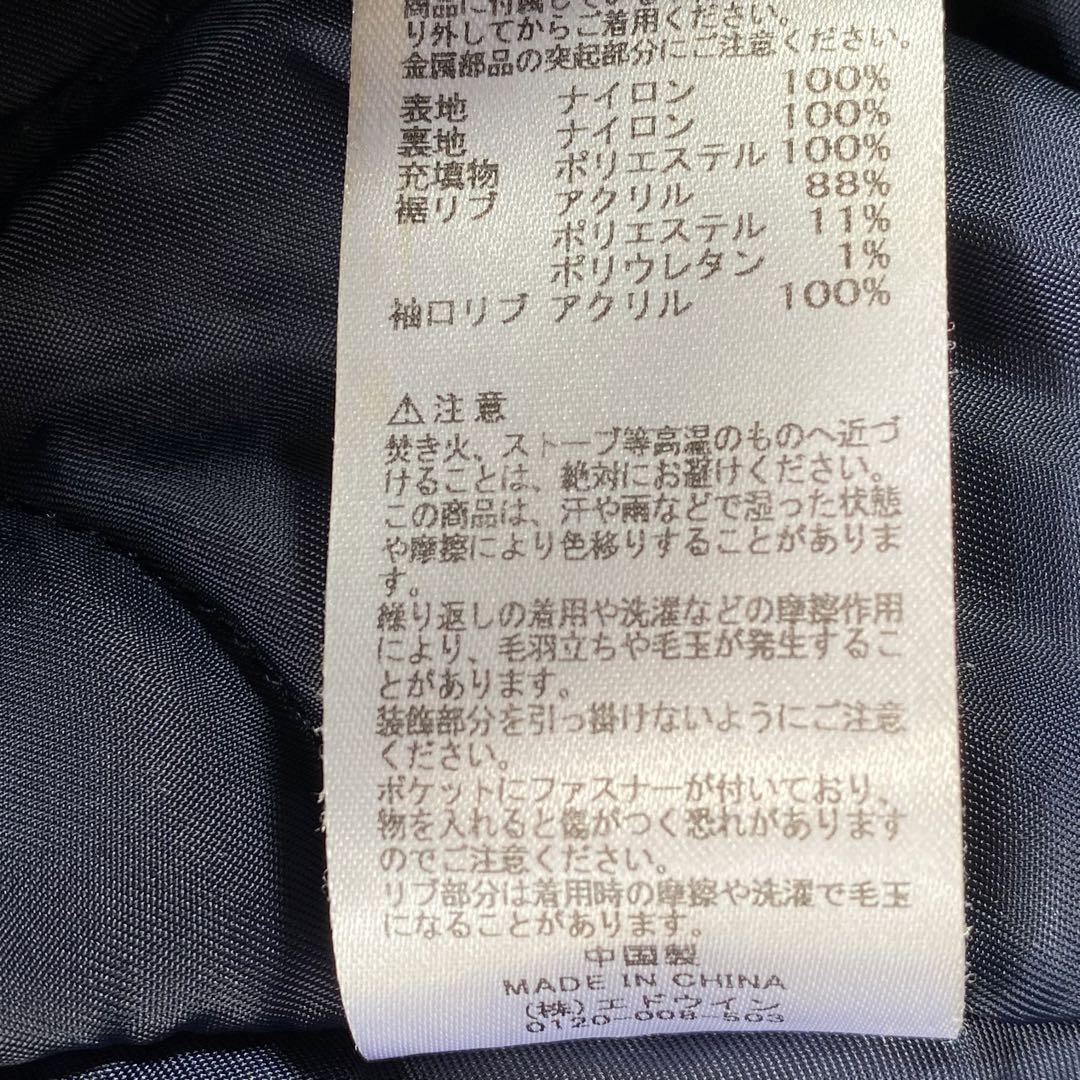 商品に付属して
り外してからご着用ください。
金属部品の突起部分にご注意ください。
表地 ナイロン 100%
裏地 ナイロン 100%
充填物 ポリエステル 100%
裾リブ アクリル 88%
ポリエステル 11%
ポリウレタン 1%
袖口リブ アクリル 100%
⚠注意
焚き火、ストーブ等高温のものへ近づ
けることは、絶対にお避けください。
この商品は、汗や雨などで湿った状態
や摩擦により色移りすることがありま
す。
繰り返しの着用や洗濯などの摩擦作用
により、毛羽立ちや毛玉が発生するこ
とがあります。
装飾部分を引っ掛けないようにご注意
ください。
ポケットにファスナーが付いており、
物を入れると傷がつく恐れがあります
のでご注意ください。
リブ部分は着用時の摩擦や洗濯で毛玉
になることがあります。
中国製
MADE IN CHINA
(株)エドウイン
0120-008-503